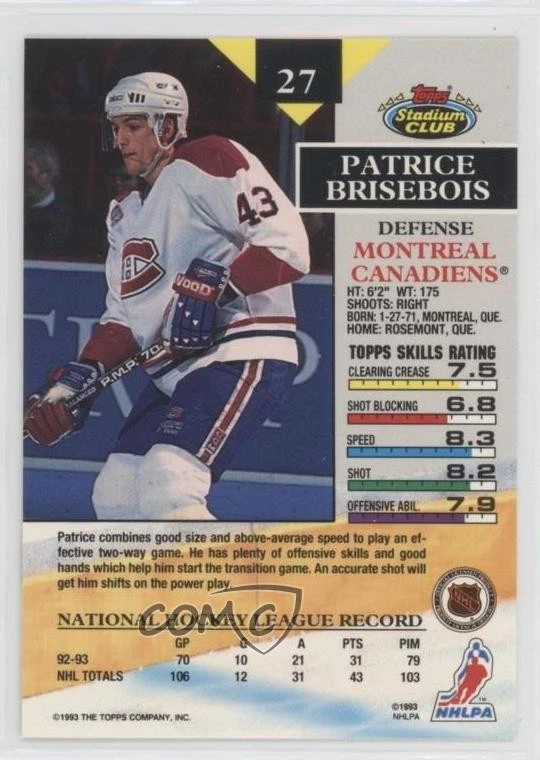 27
Topps
Stadium
CLUB
PATRICE
BRISEBOIS
DEFENSE
MONTREAL
CANADIENS®
HT: 6'2" WT: 175
SHOOTS: RIGHT
BORN: 1-27-71, MONTREAL, QUE.
HOME: ROSEMONT, QUE.
TOPPS SKILLS RATING
CLEARING CREASE 7.5
SHOT BLOCKING 6.8
SPEED 8.3
SHOT 8.2
OFFENSIVE ABIL. 7.9
43
WOOD
P.M.P. 70
Patrice combines good size and above-average speed to play an ef-
fective two-way game. He has plenty of offensive skills and good
hands which help him start the transition game. An accurate shot will
get him shifts on the power play.
NHL
COMC
NATIONAL HOCKEY LEAGUE RECORD
GP G A PTS PIM
92-93 70 10 21 31 79
NHL TOTALS 106 12 31 43 103
©1993 THE TOPPS COMPANY, INC.
©1993
NHLPA
NHLPA
TM